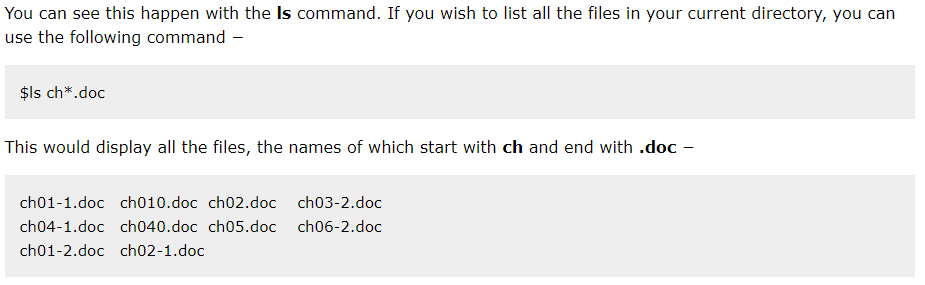 You can see this happen with the ls command. If you wish to list all the files in your current directory, you can
use the following command −
$ls ch*.doc
This would display all the files, the names of which start with ch and end with .doc −
ch01-1.doc ch010.doc ch02.doc ch03-2.doc
ch04-1.doc ch040.doc ch05.doc ch06-2.doc
ch01-2.doc ch02-1.doc